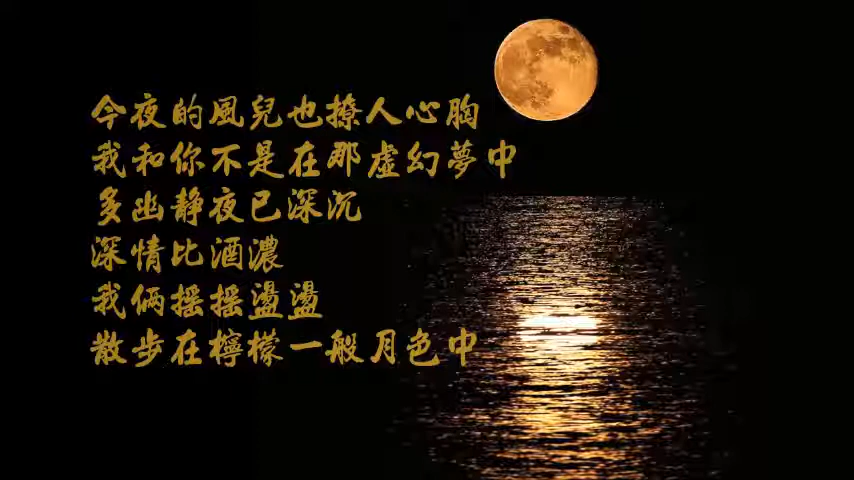 今夜的風兒也撩人心胸
我和你不是在那虛幻夢中
多幽靜夜已深沉
深情比酒濃
我倆摇摇盪盪
散步在檸檬一般月色中